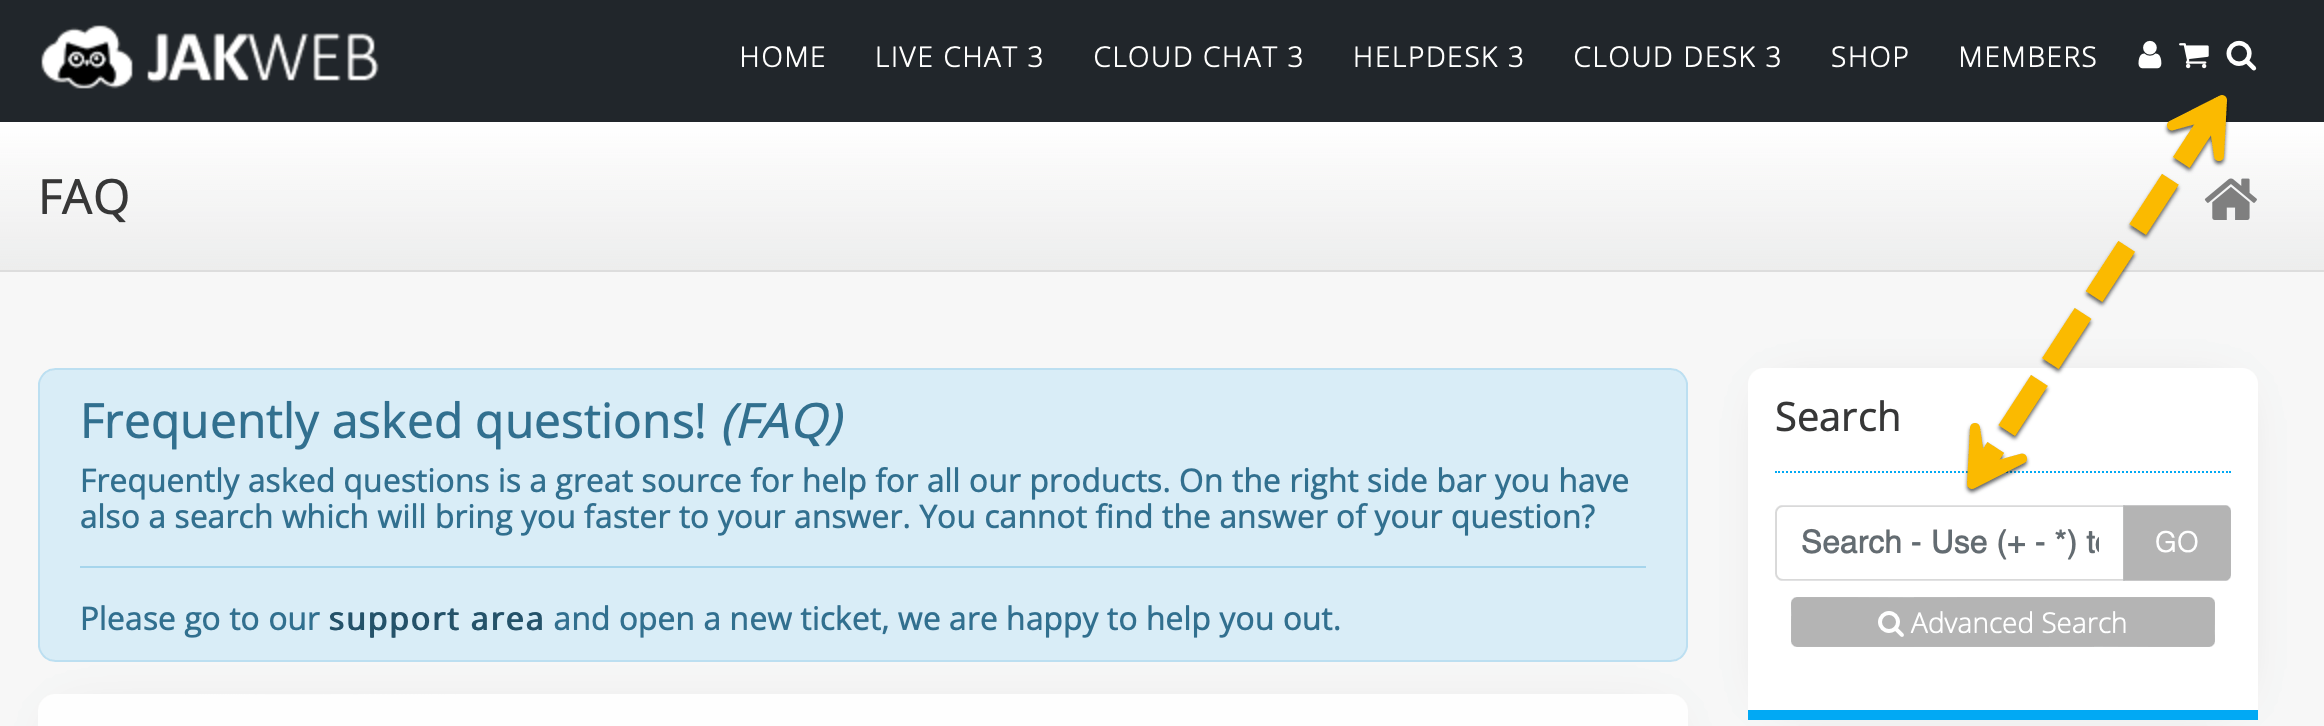 JAKWEB
HOME LIVE CHAT 3 CLOUD CHAT 3 HELPDESK 3 CLOUD DESK 3 SHOP MEMBERS
FAQ
Frequently asked questions! (FAQ)
Frequently asked questions is a great source for help for all our products. On the right side bar you have
also a search which will bring you faster to your answer. You cannot find the answer of your question?
Please go to our support area and open a new ticket, we are happy to help you out.
Search
Search - Use (+ - *) to
GO
Advanced Search